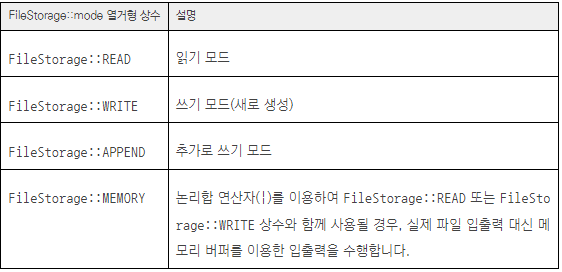 FileStorage::mode 열거형 상수 설명
FileStorage::READ 읽기 모드
FileStorage::WRITE 쓰기 모드(새로 생성)
FileStorage::APPEND 추가로 쓰기 모드
FileStorage::MEMORY 논리합 연산자(|)를 이용하여 FileStorage::READ 또는 FileSto
rage::WRITE 상수와 함께 사용될 경우, 실제 파일 입출력 대신 메
모리 버퍼를 이용한 입출력을 수행합니다.